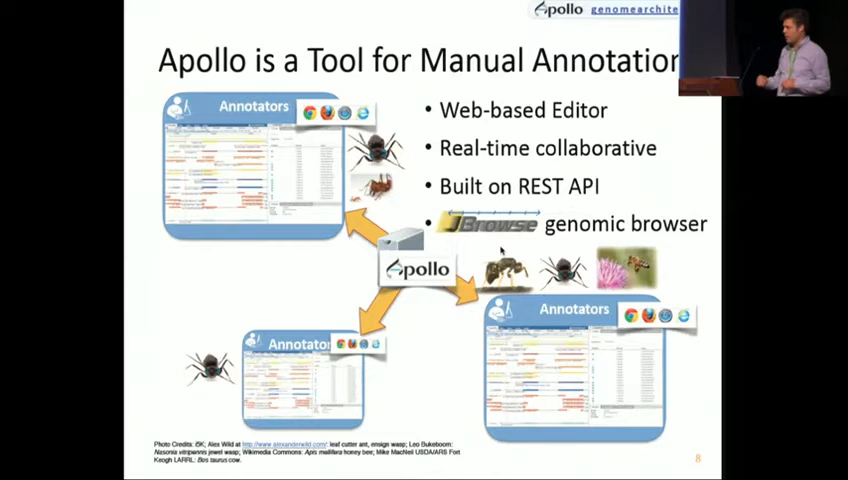 Apollo genomearchite
Apollo is a Tool for Manual Annotation
Annotators
• Web-based Editor
• Real-time collaborative
• Built on REST API
• JBrowse genomic browser
Apollo
Annotators
Annotator
Photo Credits: i5K; Alex Wild at http://www.alexanderwild.com/: leaf cutter ant, ensign wasp; Leo Bukeboom:
Nasonia vitripennis jewel wasp; Wikimedia Commons: Apis mellifera honey bee; Mike MacNeil USDA/ARS Fort
Keogh LARRL: Bos taurus cow.
8